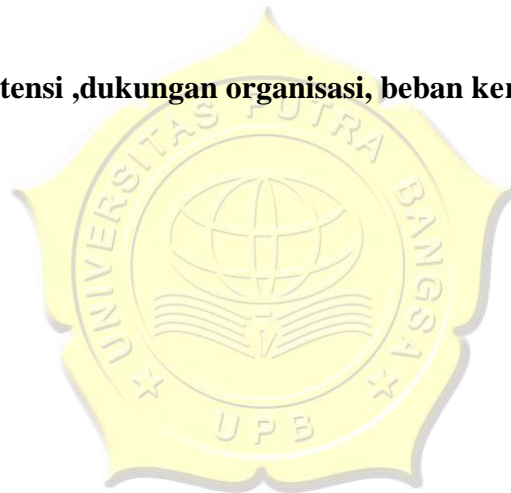 tensi ,dukungan organisasi, beban ker
UNIVERSITAS PUTRA BANGSA
UPB